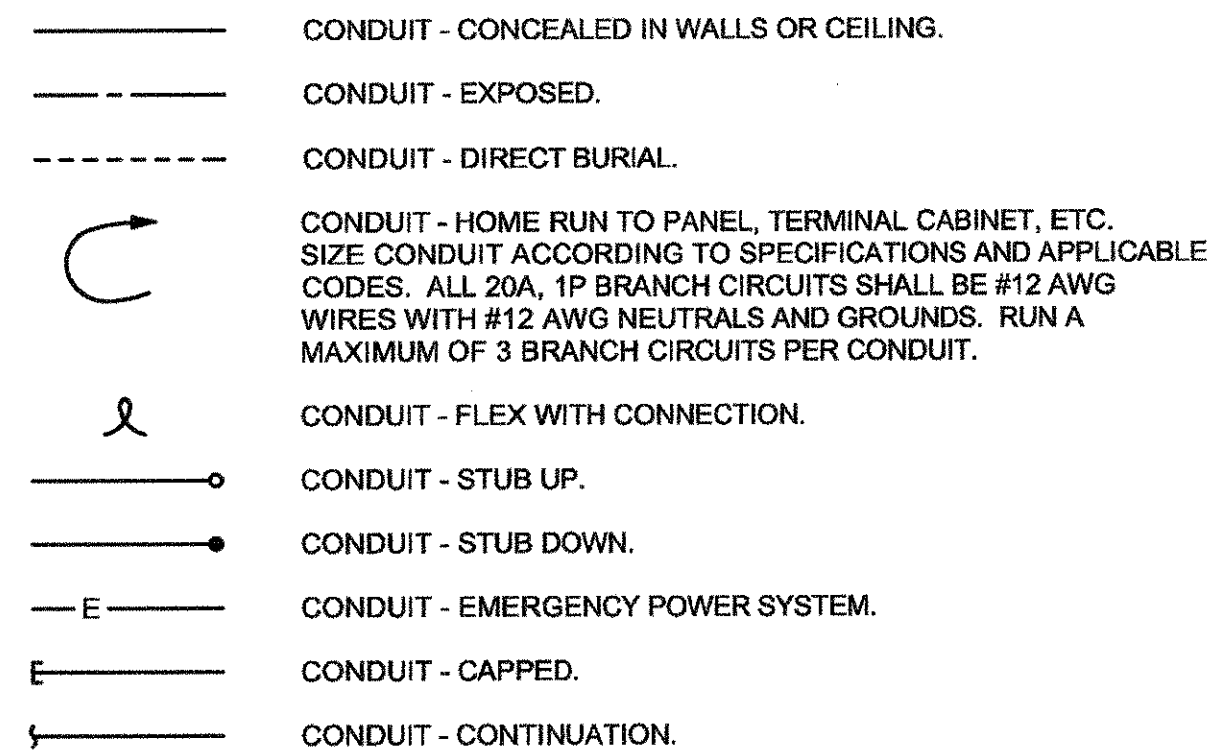 CONDUIT - CONCEALED IN WALLS OR CEILING.
CONDUIT - EXPOSED.
CONDUIT - DIRECT BURIAL.
CONDUIT - HOME RUN TO PANEL, TERMINAL CABINET, ETC.
SIZE CONDUIT ACCORDING TO SPECIFICATIONS AND APPLICABLE
CODES. ALL 20A, 1P BRANCH CIRCUITS SHALL BE #12 AWG
WIRES WITH #12 AWG NEUTRALS AND GROUNDS. RUN A
MAXIMUM OF 3 BRANCH CIRCUITS PER CONDUIT.
CONDUIT - FLEX WITH CONNECTION.
CONDUIT - STUB UP.
CONDUIT - STUB DOWN.
E CONDUIT - EMERGENCY POWER SYSTEM.
CONDUIT - CAPPED.
CONDUIT - CONTINUATION.